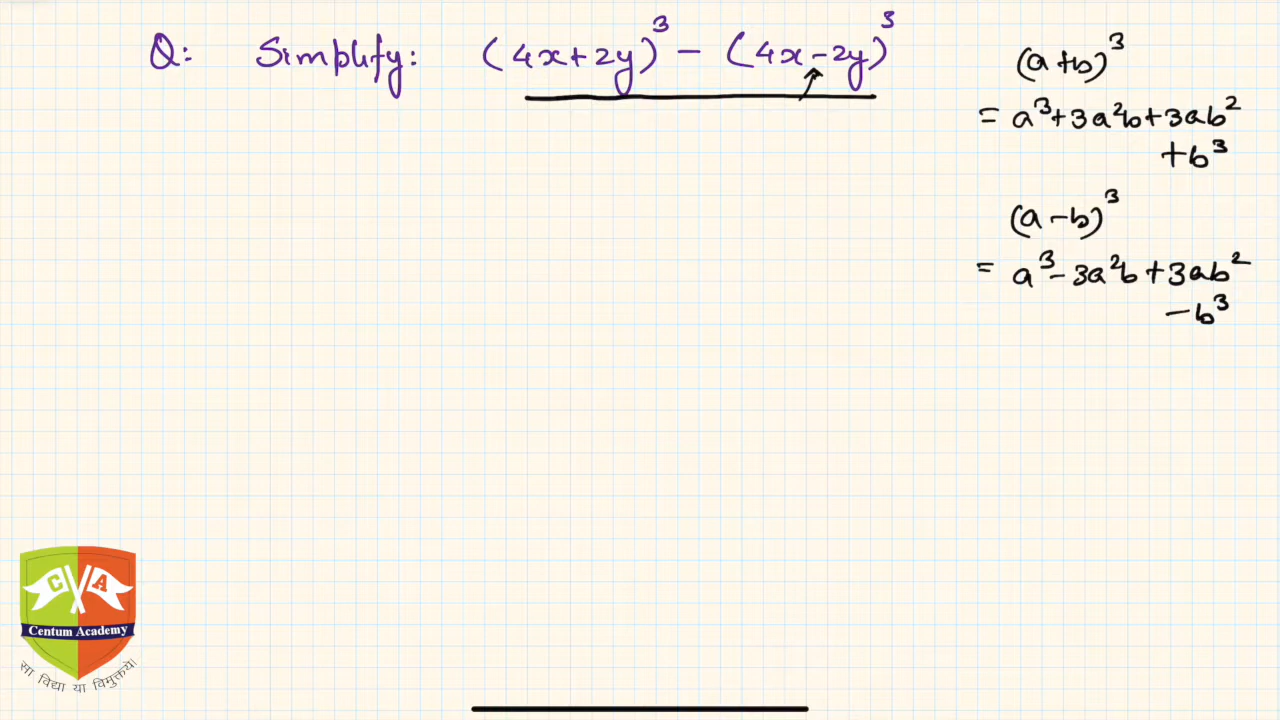 Q: Simplify: (4x+2y)³ - (4x-2y)³
(a+b)³
= a³+3a²b+3ab²
+b³
(a-b)³
= a³-3a²b+3ab²
-b³
C A
Centum Academy
सा विद्या या विमुक्तये।